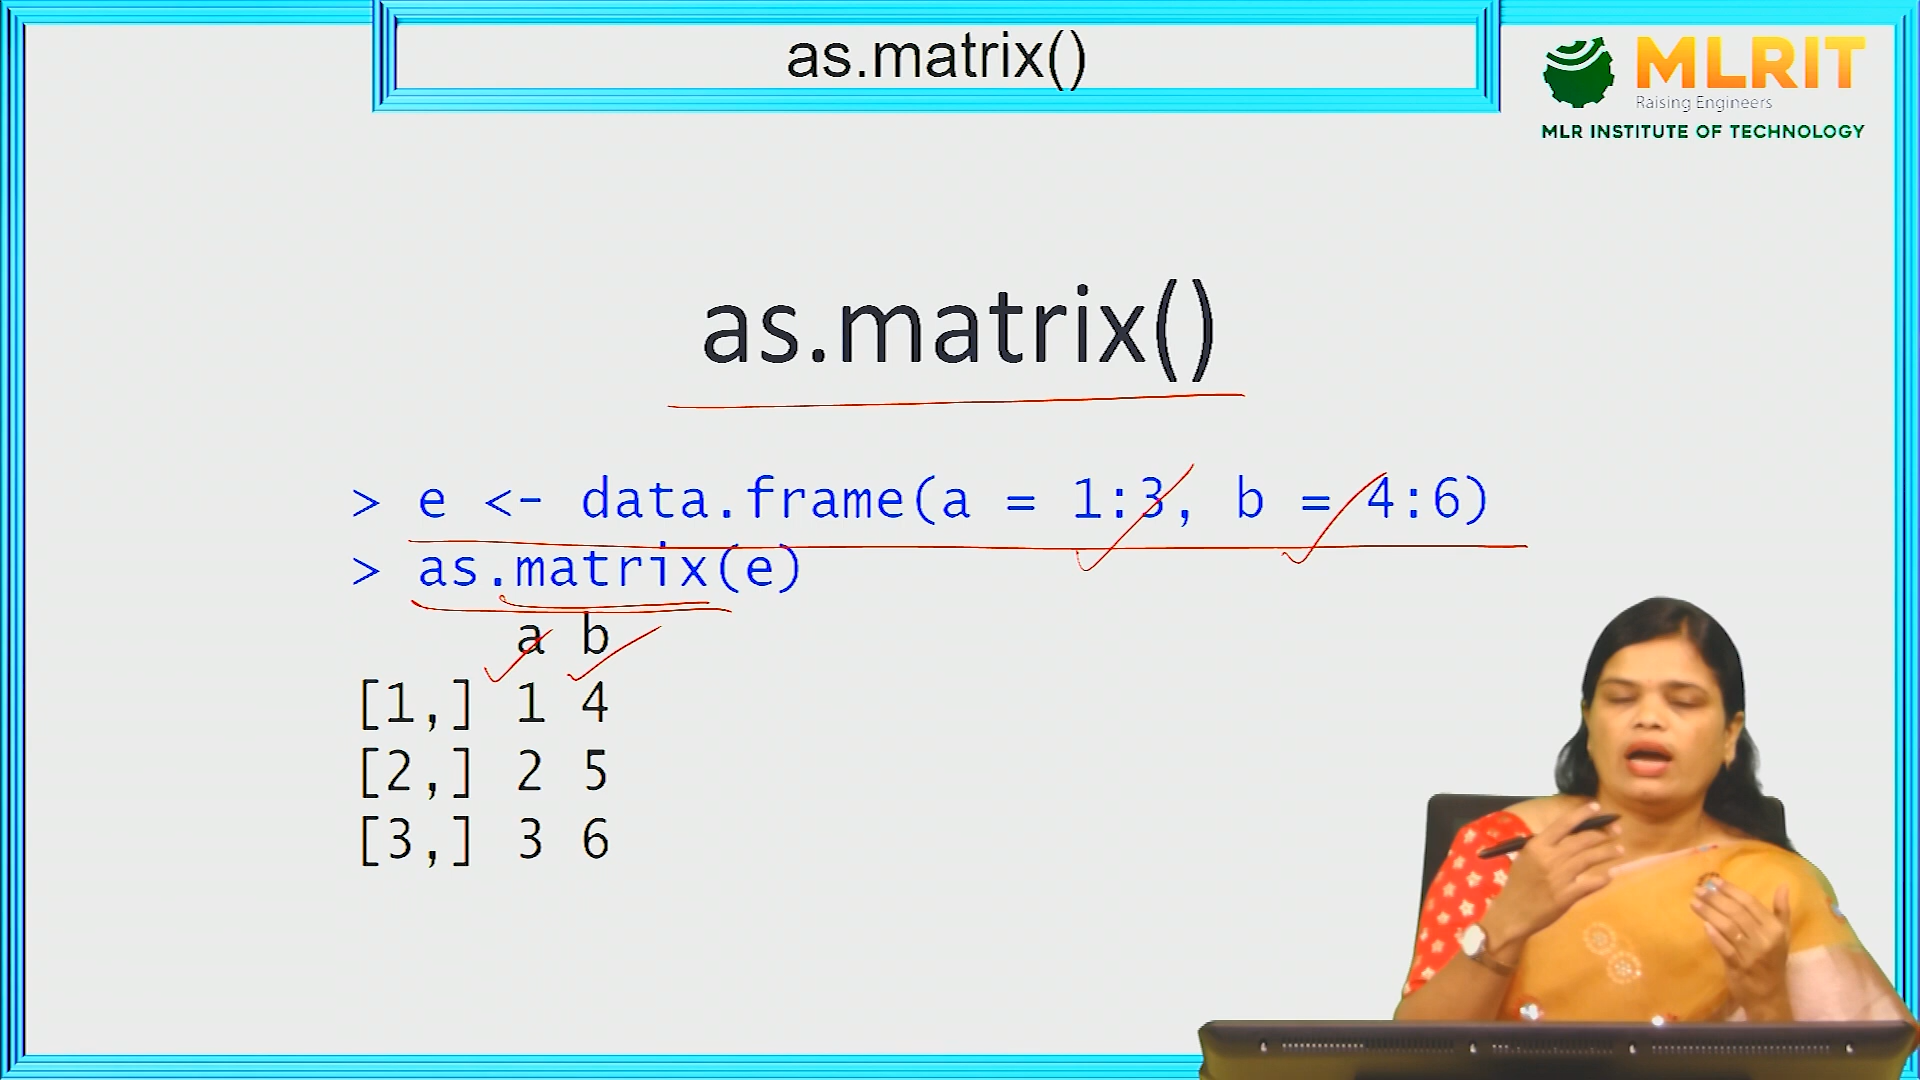 as.matrix()
MLRIT
Raising Engineers
MLR INSTITUTE OF TECHNOLOGY
as.matrix()
> e <- data.frame(a = 1:3, b = 4:6)
> as.matrix(e)
a b
[1,] 1 4
[2,] 2 5
[3,] 3 6